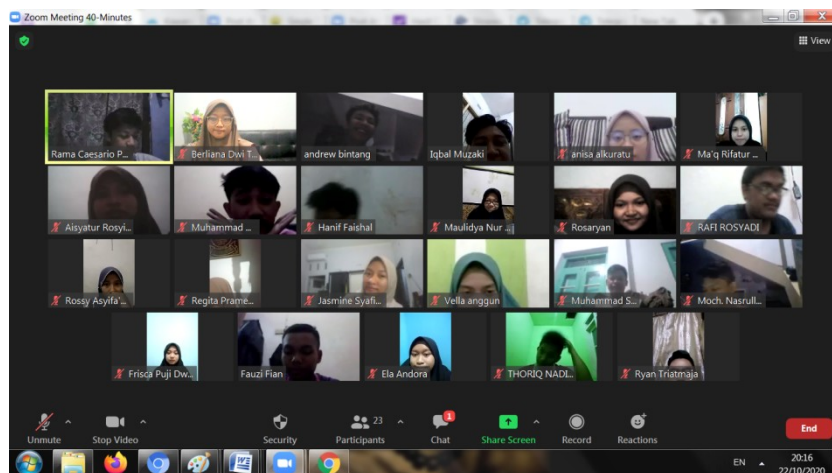 Zoom Meeting 40-Minutes
View
Rama Caesario P...
Berliana Dwi T...
andrew bintang
Iqbal Muzaki
anisa alkuratu
Ma'q Rifatur ...
Aisyatur Rosyi...
Muhammad ...
Hanif Faishal
Maulidya Nur ...
Rosaryan
RAFI ROSYADI
Rossy Asyifa'...
Regita Prame...
Jasmine Syafi...
Vella anggun
Muhammad S...
Moch. Nasrull...
Frisca Puji Dw...
Fauzi Fian
Ela Andora
THORIQ NADI...
Ryan Triatmaja
23
1
Unmute
Stop Video
Security
Participants
Chat
Share Screen
Record
Reactions
End
EN
20:16
22/10/2020